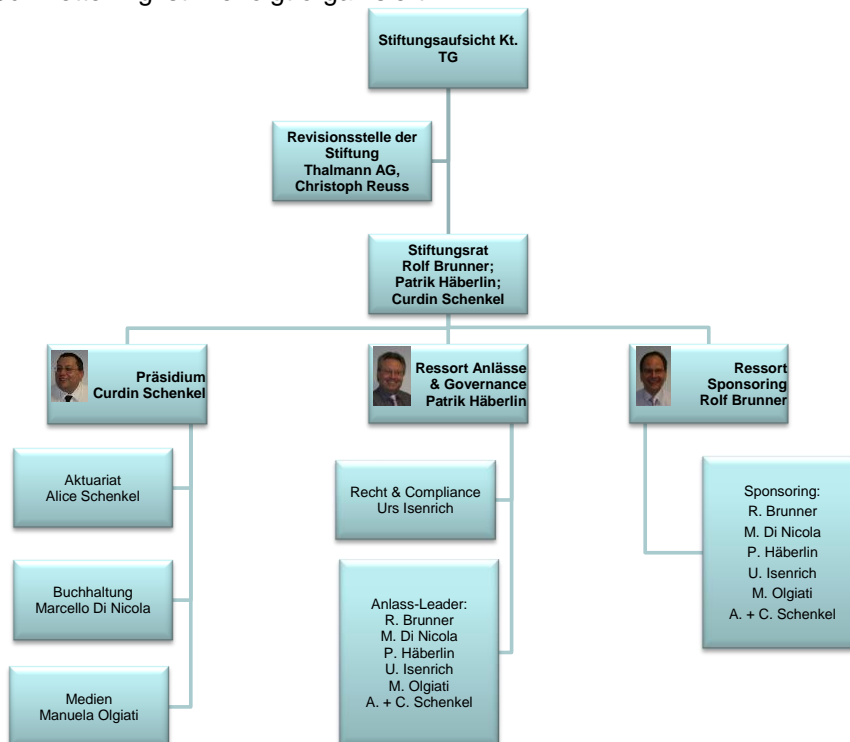 Stiftungsaufsicht Kt.
TG
Revisionsstelle der
Stiftung
Thalmann AG,
Christoph Reuss
Stiftungsrat
Rolf Brunner;
Patrik Häberlin;
Curdin Schenkel
Präsidium
Curdin Schenkel
Ressort Anlässe
& Governance
Patrik Häberlin
Ressort
Sponsoring
Rolf Brunner
Aktuariat
Alice Schenkel
Buchhaltung
Marcello Di Nicola
Medien
Manuela Olgiati
Recht & Compliance
Urs Isenrich
Anlass-Leader:
R. Brunner
M. Di Nicola
P. Häberlin
U. Isenrich
M. Olgiati
A. + C. Schenkel
Sponsoring:
R. Brunner
M. Di Nicola
P. Häberlin
U. Isenrich
M. Olgiati
A. + C. Schenkel